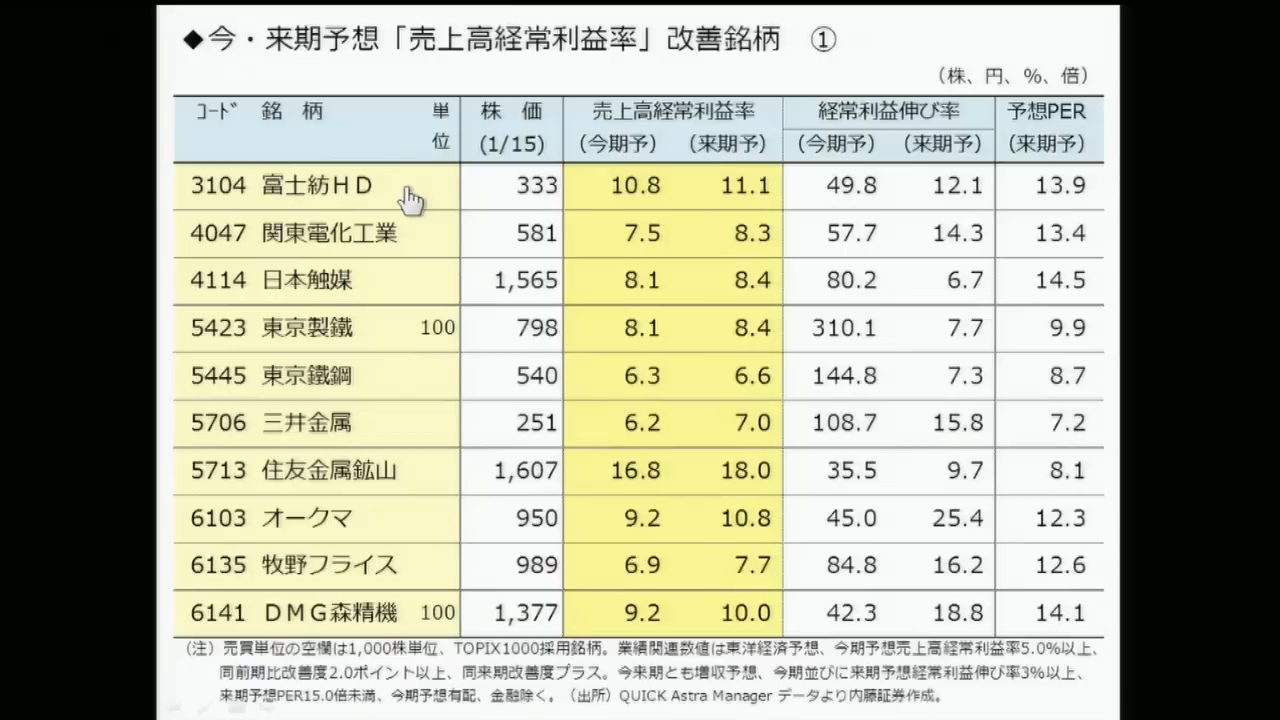 ◆今・来期予想「売上高経常利益率」改善銘柄　①
（株、円、％、倍）
ｺｰﾄﾞ 銘　柄 単位 株　価 (1/15) 売上高経常利益率 （今期予） （来期予） 経常利益伸び率 （今期予） （来期予） 予想PER （来期予）
3104 富士紡ＨＤ 333 10.8 11.1 49.8 12.1 13.9
4047 関東電化工業 581 7.5 8.3 57.7 14.3 13.4
4114 日本触媒 1,565 8.1 8.4 80.2 6.7 14.5
5423 東京製鐵 100 798 8.1 8.4 310.1 7.7 9.9
5445 東京鐵鋼 540 6.3 6.6 144.8 7.3 8.7
5706 三井金属 251 6.2 7.0 108.7 15.8 7.2
5713 住友金属鉱山 1,607 16.8 18.0 35.5 9.7 8.1
6103 オークマ 950 9.2 10.8 45.0 25.4 12.3
6135 牧野フライス 989 6.9 7.7 84.8 16.2 12.6
6141 ＤＭＧ森精機 100 1,377 9.2 10.0 42.3 18.8 14.1
（注）売買単位の空欄は1,000株単位、TOPIX1000採用銘柄。業績関連数値は東洋経済予想、今期予想売上高経常利益率5.0%以上、
同前期比改善度2.0ポイント以上、同来期改善度プラス。今来期とも増収予想、今期並びに来期予想経常利益伸び率3%以上、
来期予想PER15.0倍未満、今期予想有配、金融除く。（出所）QUICK Astra Manager データより内藤証券作成。